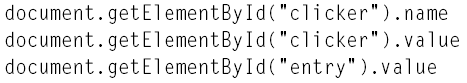 document.getElementById("clicker").name
document.getElementById("clicker").value
document.getElementById("entry").value